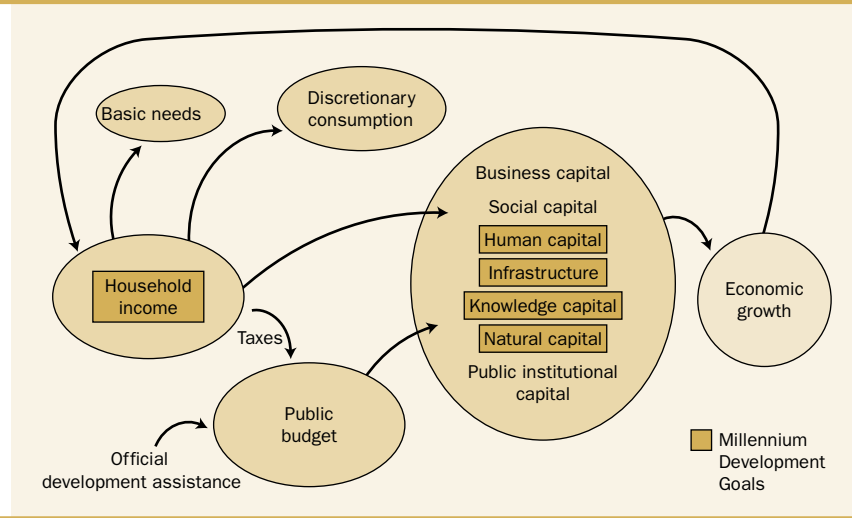 Basic needs
Discretionary
consumption
Business capital
Social capital
Human capital
Infrastructure
Knowledge capital
Natural capital
Public institutional
capital
Household
income
Economic
growth
Taxes
Public
budget
Official
development assistance
Millennium
Development
Goals